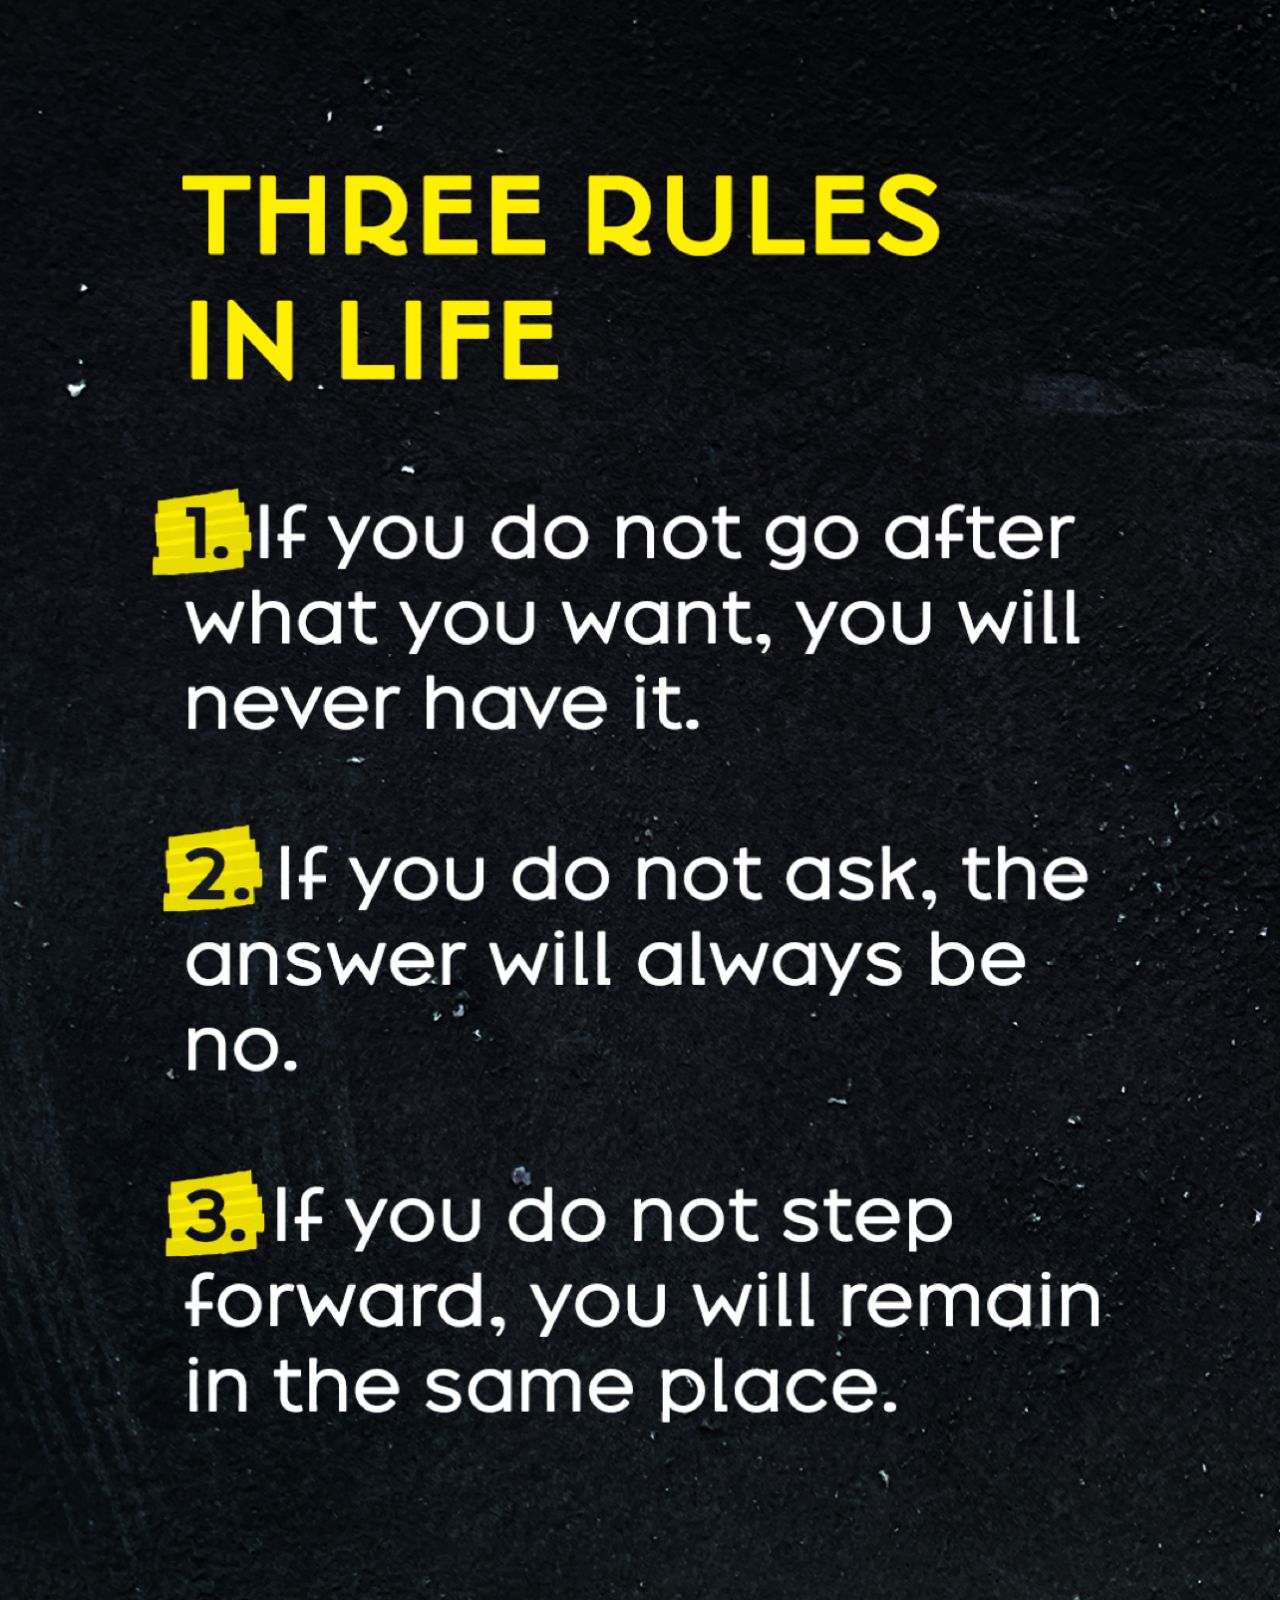 THREE RULES
IN LIFE
1. If you do not go after
what you want, you will
never have it.
2. If you do not ask, the
answer will always be
no.
3. If you do not step
forward, you will remain
in the same place.